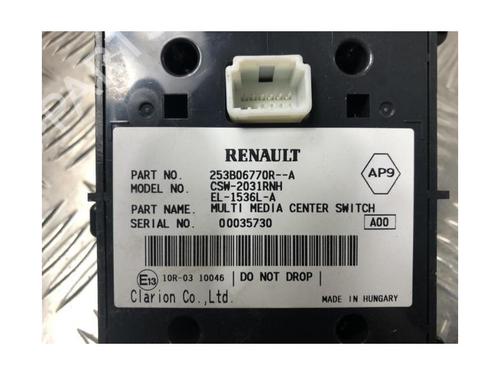 RENAULT
PART NO. 253B06770R--A
MODEL NO. CSW-2031RNH
EL-1536L-A
PART NAME. MULTI MEDIA CENTER SWITCH
SERIAL NO. 00035730
AP9
A00
E13 10R-03 10046 DO NOT DROP
Clarion Co.,Ltd.
MADE IN HUNGARY